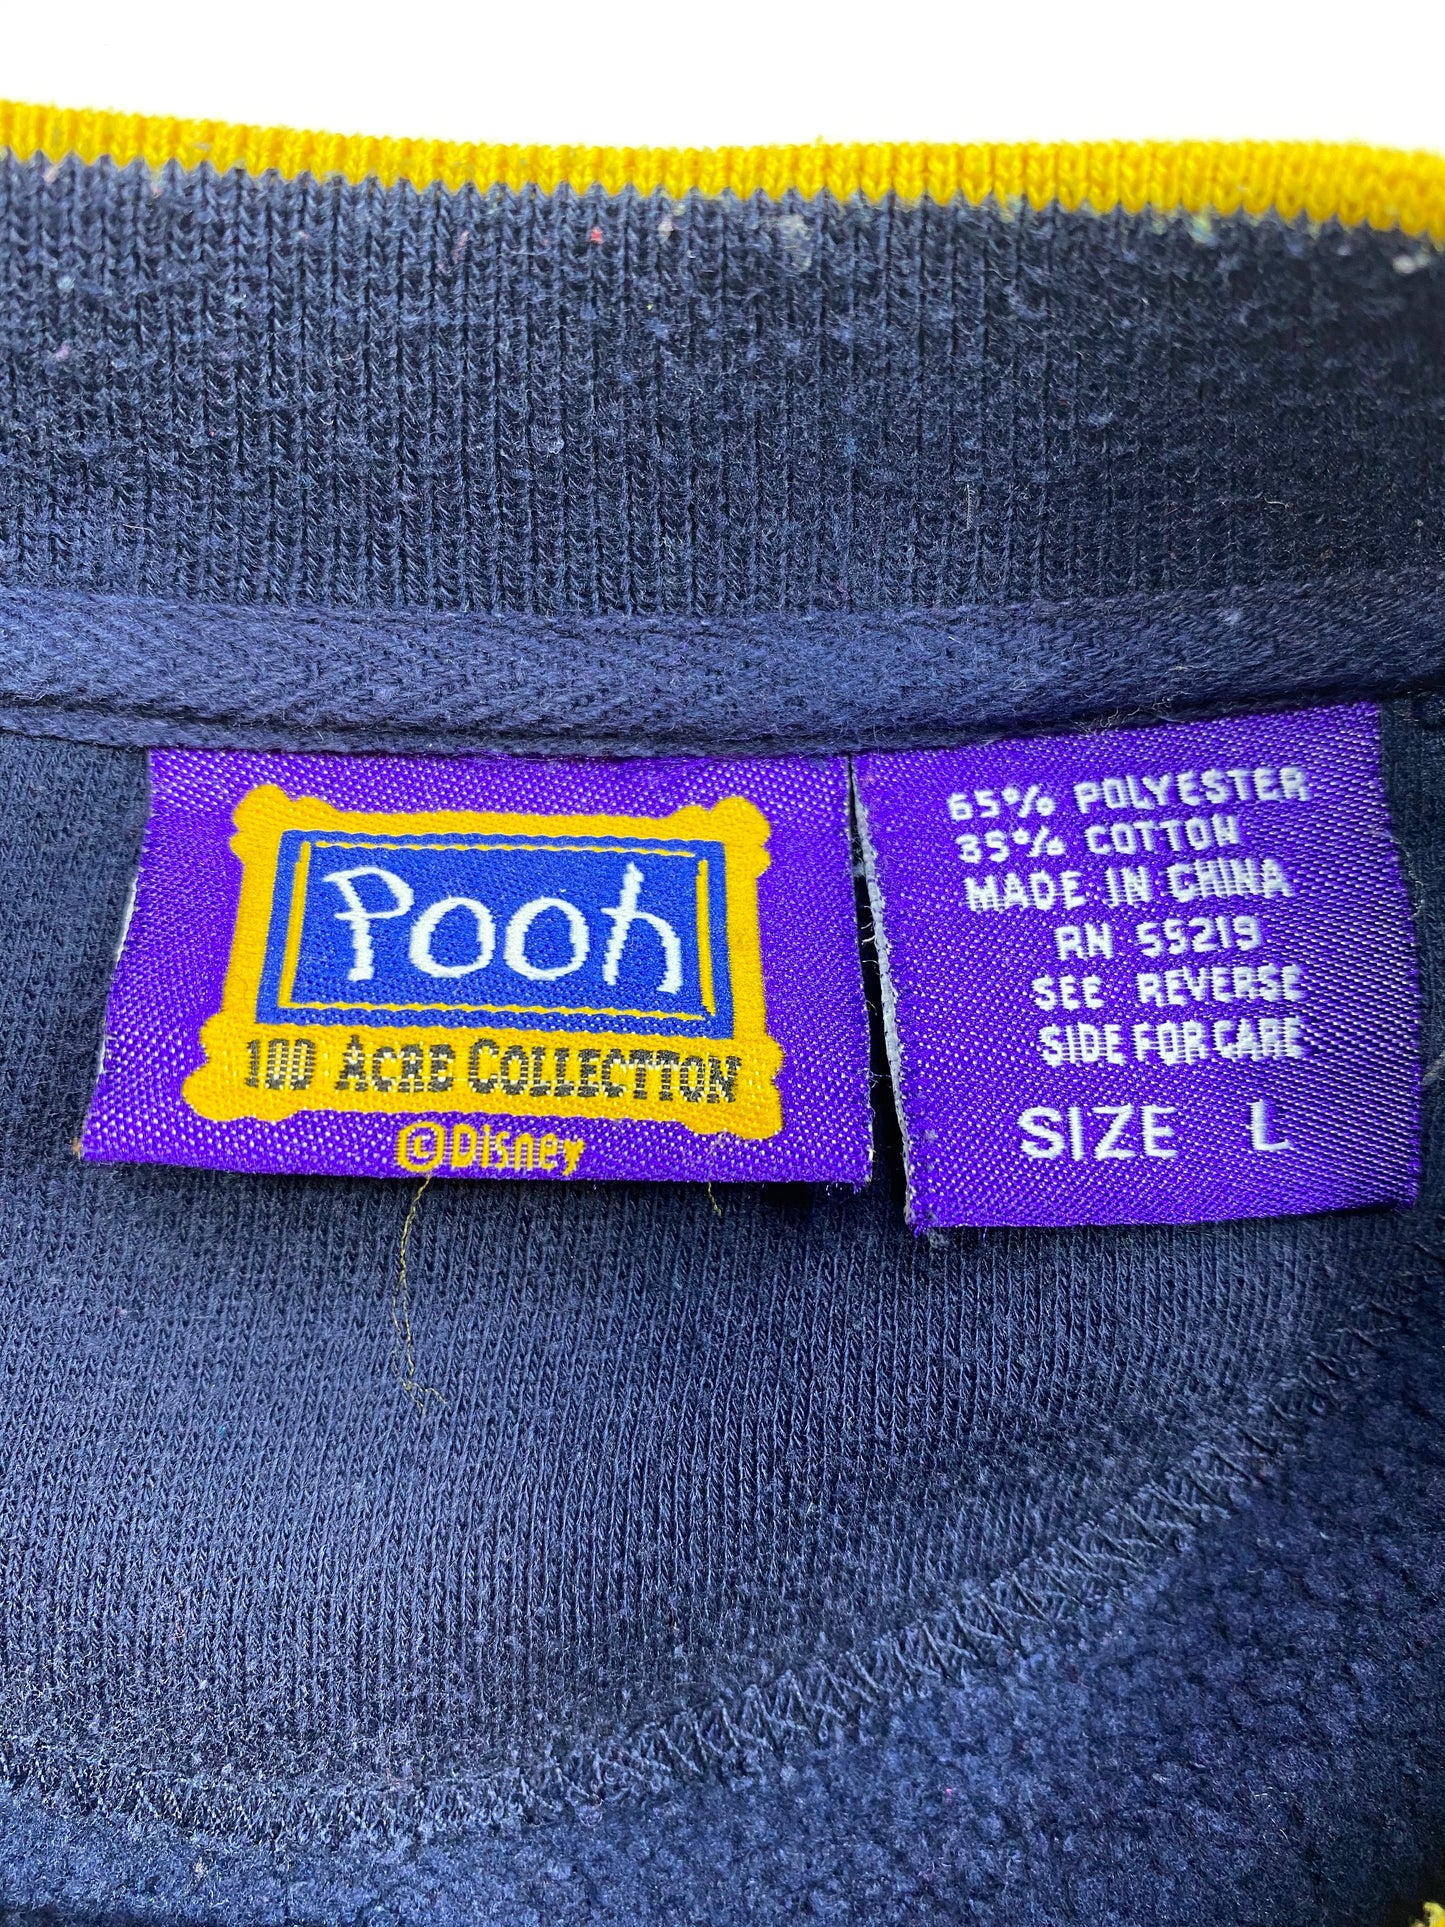 Pooh
100 ACRE COLLECTION
©Disney
65% POLYESTER
35% COTTON
MADE IN CHINA
RN 55219
SEE REVERSE
SIDE FOR CARE
SIZE L